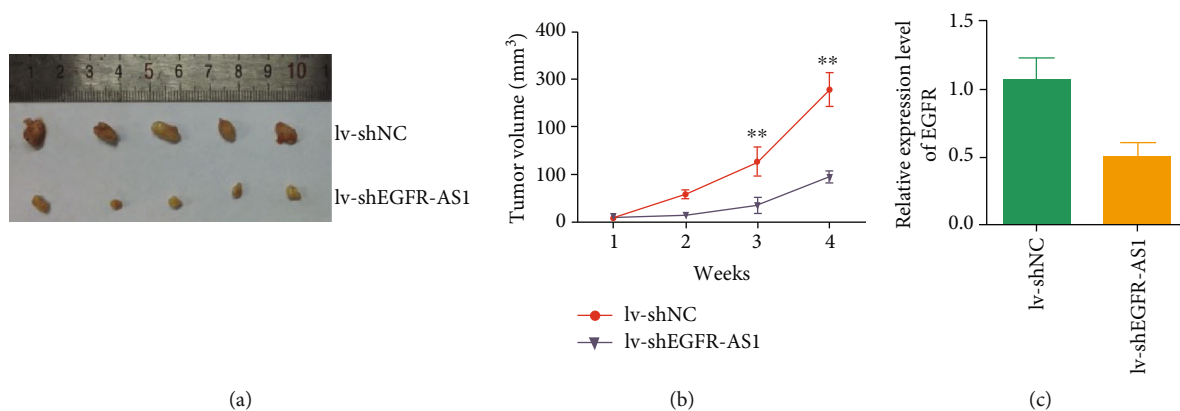 1 2 3 4 5 6 7 8 9 10 1
lv-shNC
lv-shEGFR-AS1
(a)
Tumor volume (mm³)
400
300
100
100
0
1 2 3 4
**
**
Weeks
lv-shNC
lv-shEGFR-AS1
(b)
Relative expression level
of EGFR
1.5
1.0
0.5
0.0
lv-shNC
lv-shEGFR-AS1
(c)